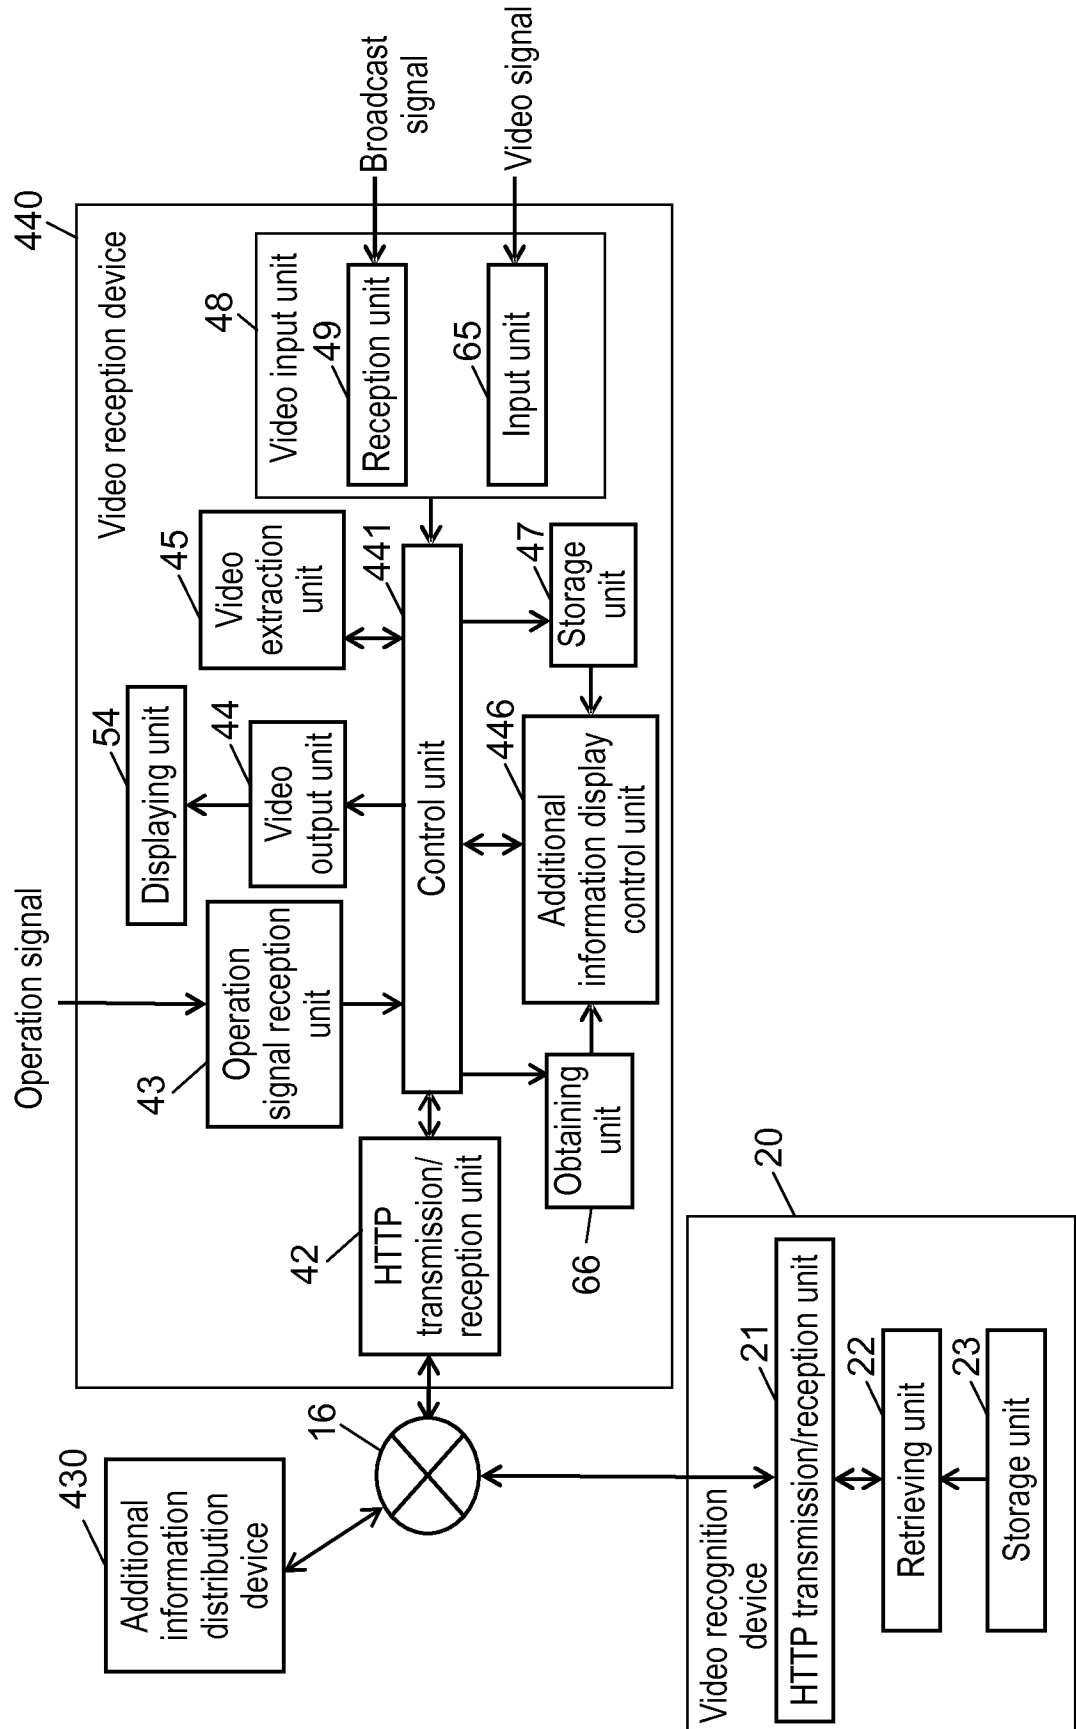 440
Video reception device
Operation signal
Broadcast
signal
Video signal
48
Video input unit
49
Reception unit
65
Input unit
45
Video
extraction
unit
54
Displaying unit
44
Video
output unit
43
Operation
signal reception
unit
441
Control unit
42
HTTP
transmission/
reception unit
47
Storage
unit
446
Additional
information display
control unit
Obtaining
unit
66
16
430
Additional
information
distribution
device
20
Video recognition
device
21
HTTP transmission/reception unit
22
Retrieving unit
23
Storage unit